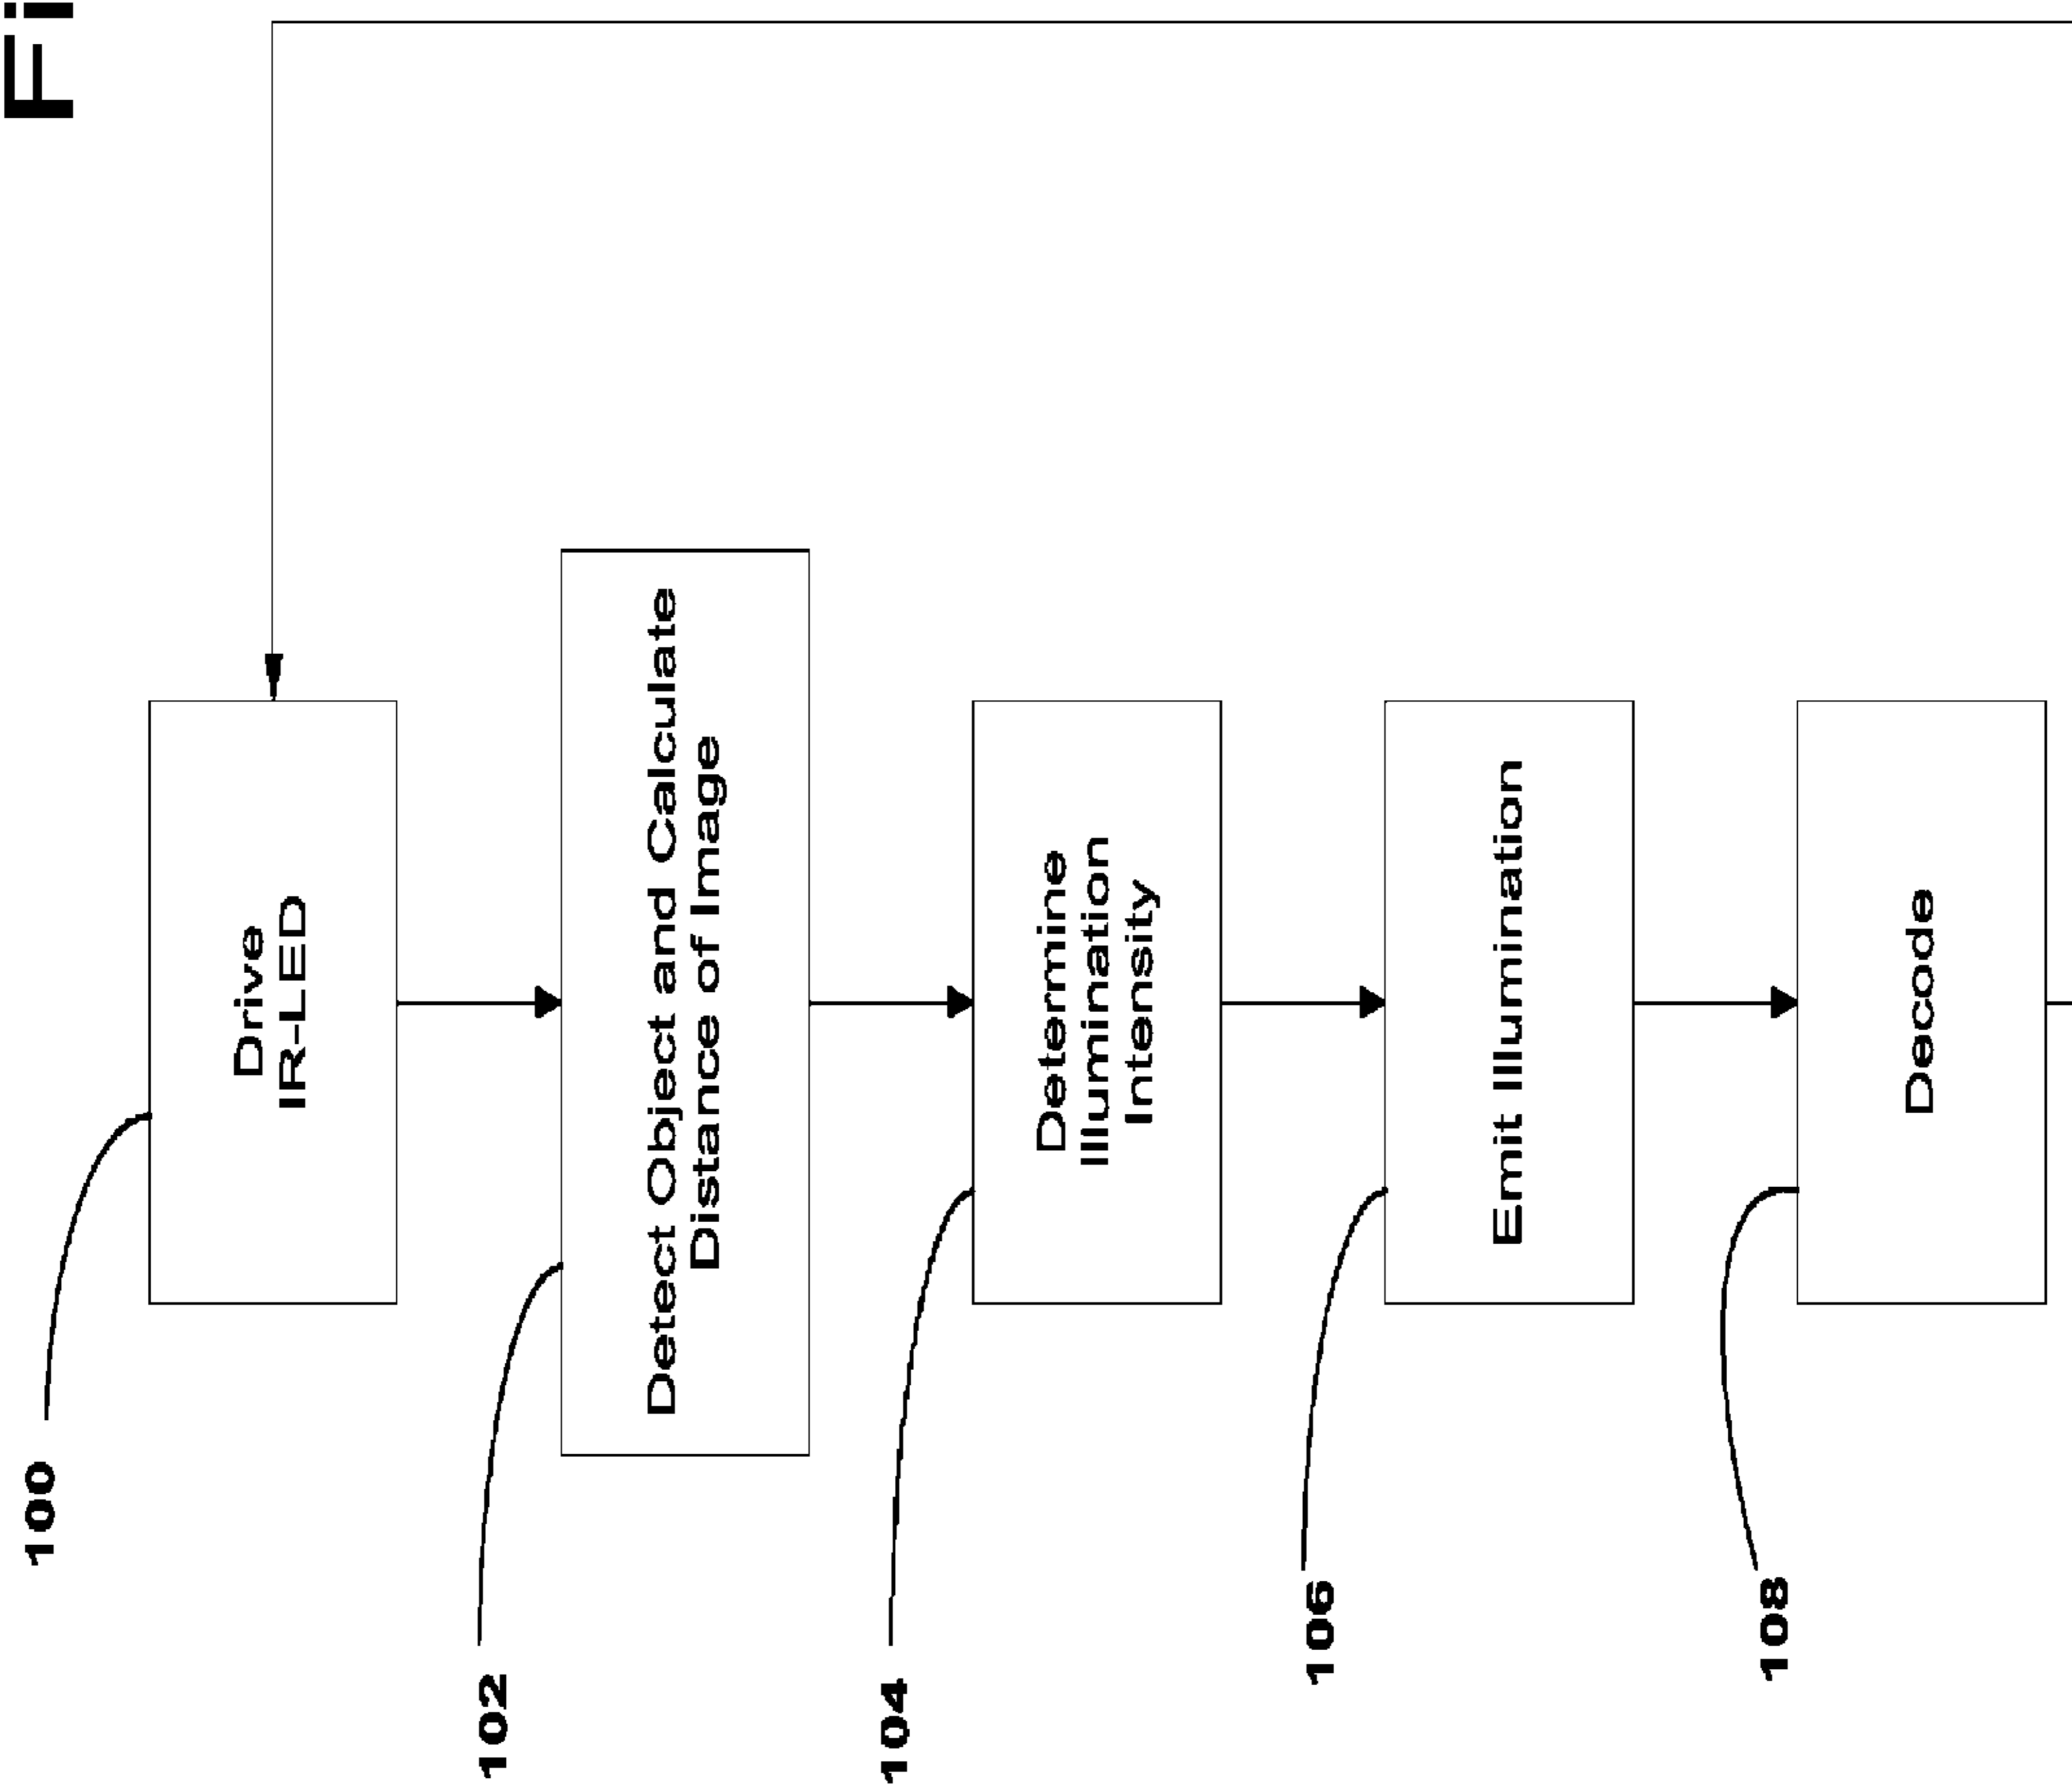 Fi
100
Drive
IR-LED
102
Detect Object and Calculate
Distance of Image
104
Determine
Illumination
Intensity
106
Emit Illumination
108
Decode